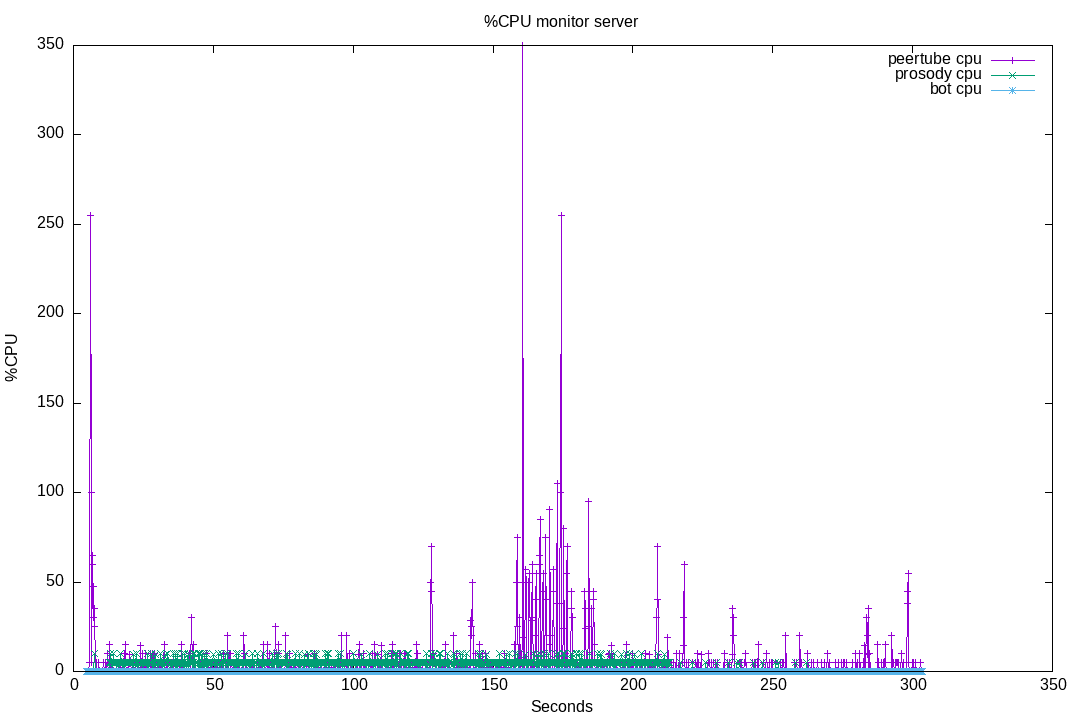 %CPU monitor server
peertube cpu
prosody cpu
bot cpu
350
300
250
200
150
100
50
0
%CPU
0 50 100 150 200 250 300 350
Seconds